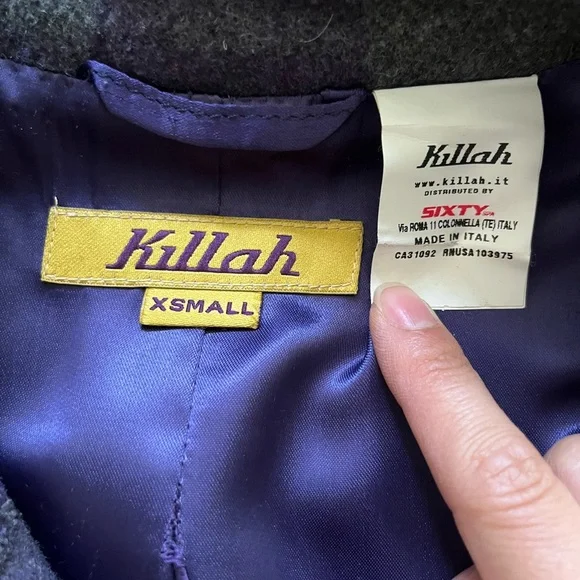 Killah
XSMALL
Killah
www.killah.it
DISTRIBUTED BY
SIXTY SPA
Via ROMA 11 COLONNELLA (TE) ITALY
MADE IN ITALY
CA31092 RNUSA103975